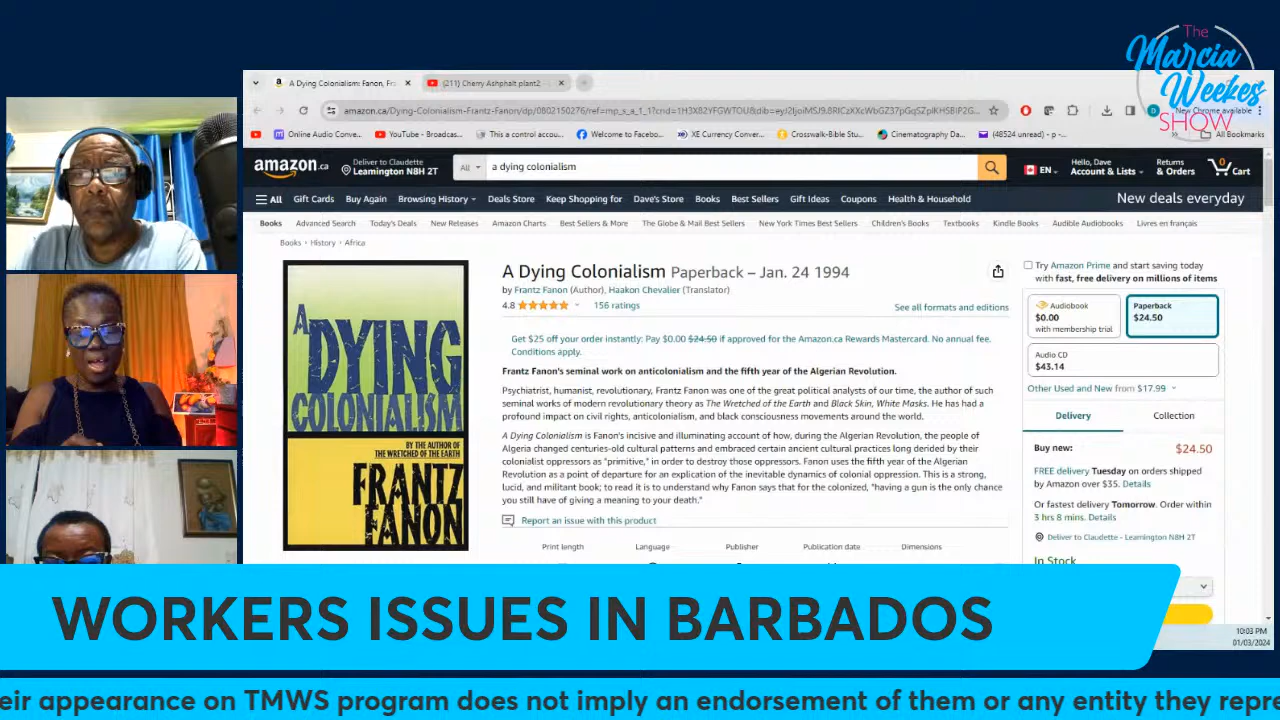 The
Marcia
Weekes
SHOW
A Dying Colonialism: Fanon, Fr
(211) Cherry Ashphalt plant2
New Chrome available
Online Audio Conve...
YouTube - Broadcas...
This a control accou...
Welcome to Facebo...
XE Currency Conver...
Crosswalk-Bible Stu...
Cinematography Da...
(48524 unread) - p -...
All Bookmarks
amazon.ca
Deliver to Claudette
Leamington N8H 2T
All
a dying colonialism
EN
Hello, Dave
Account & Lists
Returns
& Orders
0
Cart
All
Gift Cards
Buy Again
Browsing History
Deals Store
Keep Shopping for
Dave's Store
Books
Best Sellers
Gift Ideas
Coupons
Health & Household
New deals everyday
Books
Advanced Search
Today's Deals
New Releases
Amazon Charts
Best Sellers & More
The Globe & Mail Best Sellers
New York Times Best Sellers
Children's Books
Textbooks
Kindle Books
Audible Audiobooks
Livres en français
Books › History › Africa
A DYING
COLONIALISM
BY THE AUTHOR OF
THE WRETCHED OF THE EARTH
FRANTZ
FANON
A Dying Colonialism Paperback – Jan. 24 1994
by Frantz Fanon (Author), Haakon Chevalier (Translator)
4.8
156 ratings
See all formats and editions
Get $25 off your order instantly: Pay $0.00 $24.50 if approved for the Amazon.ca Rewards Mastercard. No annual fee.
Conditions apply.
Frantz Fanon's seminal work on anticolonialism and the fifth year of the Algerian Revolution.
Psychiatrist, humanist, revolutionary, Frantz Fanon was one of the great political analysts of our time, the author of such
seminal works of modern revolutionary theory as The Wretched of the Earth and Black Skin, White Masks. He has had a
profound impact on civil rights, anticolonialism, and black consciousness movements around the world.
A Dying Colonialism is Fanon's incisive and illuminating account of how, during the Algerian Revolution, the people of
Algeria changed centuries-old cultural patterns and embraced certain ancient cultural practices long derided by their
colonialist oppressors as "primitive," in order to destroy those oppressors. Fanon uses the fifth year of the Algerian
Revolution as a point of departure for an explication of the inevitable dynamics of colonial oppression. This is a strong,
lucid, and militant book; to read it is to understand why Fanon says that for the colonized, "having a gun is the only chance
you still have of giving a meaning to your death."
Report an issue with this product
Print length
Language
Publisher
Publication date
Dimensions
Try Amazon Prime and start saving today
with fast, free delivery on millions of items
Audiobook
$0.00
with membership trial
Paperback
$24.50
Audio CD
$43.14
Other Used and New from $17.99
Delivery
Collection
Buy new:
$24.50
FREE delivery Tuesday on orders shipped
by Amazon over $35. Details
Or fastest delivery Tomorrow. Order within
3 hrs 8 mins. Details
Deliver to Claudette - Leamington N8H 2T
In Stock
10:03 PM
01/03/2024
WORKERS ISSUES IN BARBADOS
eir appearance on TMWS program does not imply an endorsement of them or any entity they repre